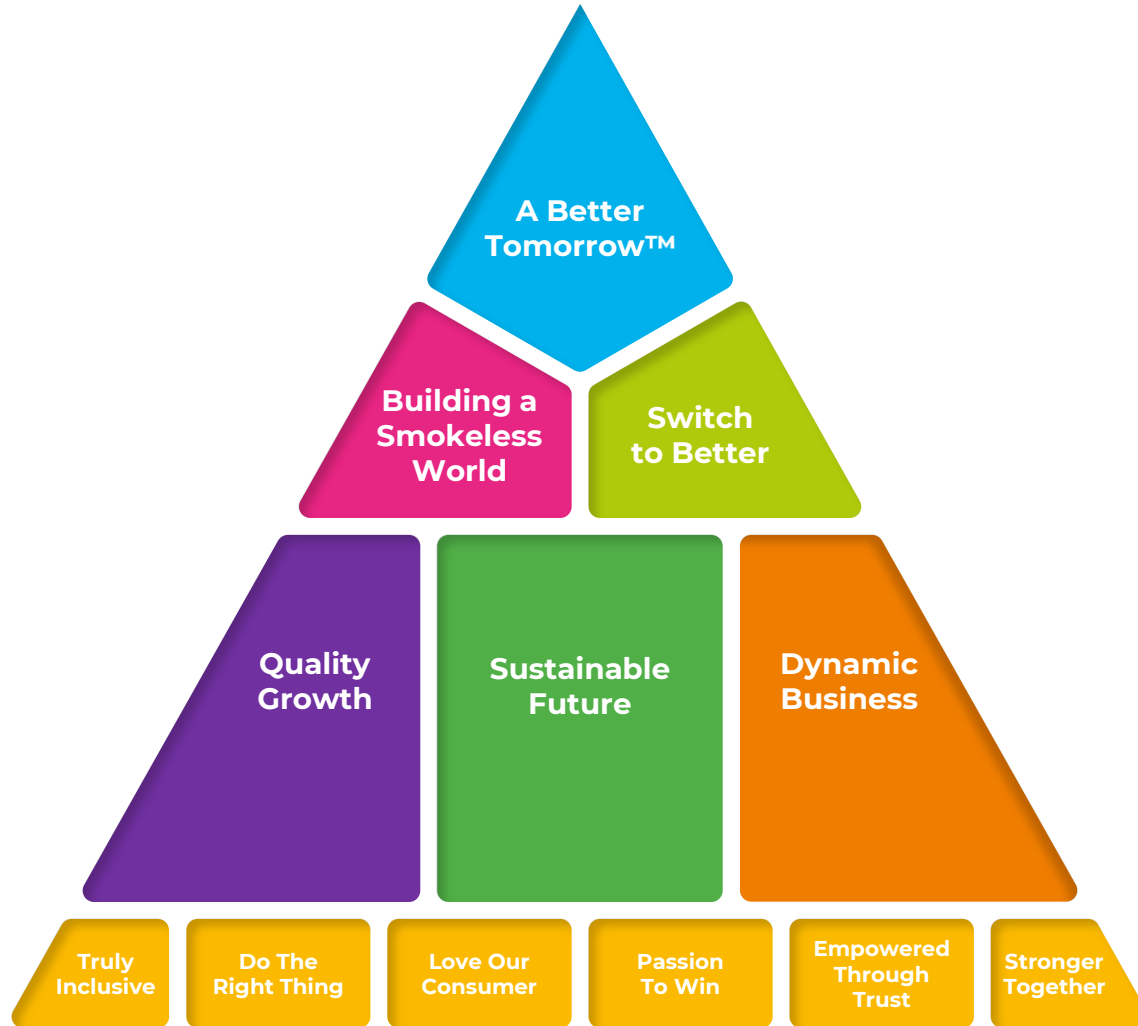 A Better
Tomorrow™
Building a
Smokeless
World
Switch
to Better
Quality
Growth
Sustainable
Future
Dynamic
Business
Truly
Inclusive
Do The
Right Thing
Love Our
Consumer
Passion
To Win
Empowered
Through
Trust
Stronger
Together